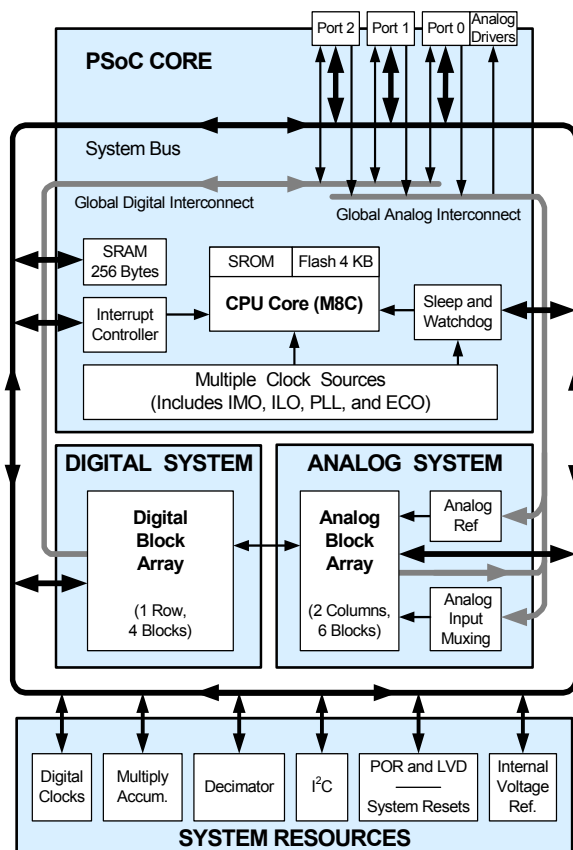 Port 2
Port 1
Port 0
Analog
Drivers
PSoC CORE
System Bus
Global Digital Interconnect
Global Analog Interconnect
SRAM
256 Bytes
SROM
Flash 4 KB
CPU Core (M8C)
Interrupt
Controller
Sleep and
Watchdog
Multiple Clock Sources
(Includes IMO, ILO, PLL, and ECO)
DIGITAL SYSTEM
Digital
Block
Array
(1 Row,
4 Blocks)
ANALOG SYSTEM
Analog
Block
Array
(2 Columns,
6 Blocks)
Analog
Ref
Analog
Input
Muxing
Digital
Clocks
Multiply
Accum.
Decimator
I²C
POR and LVD
System Resets
Internal
Voltage
Ref.
SYSTEM RESOURCES